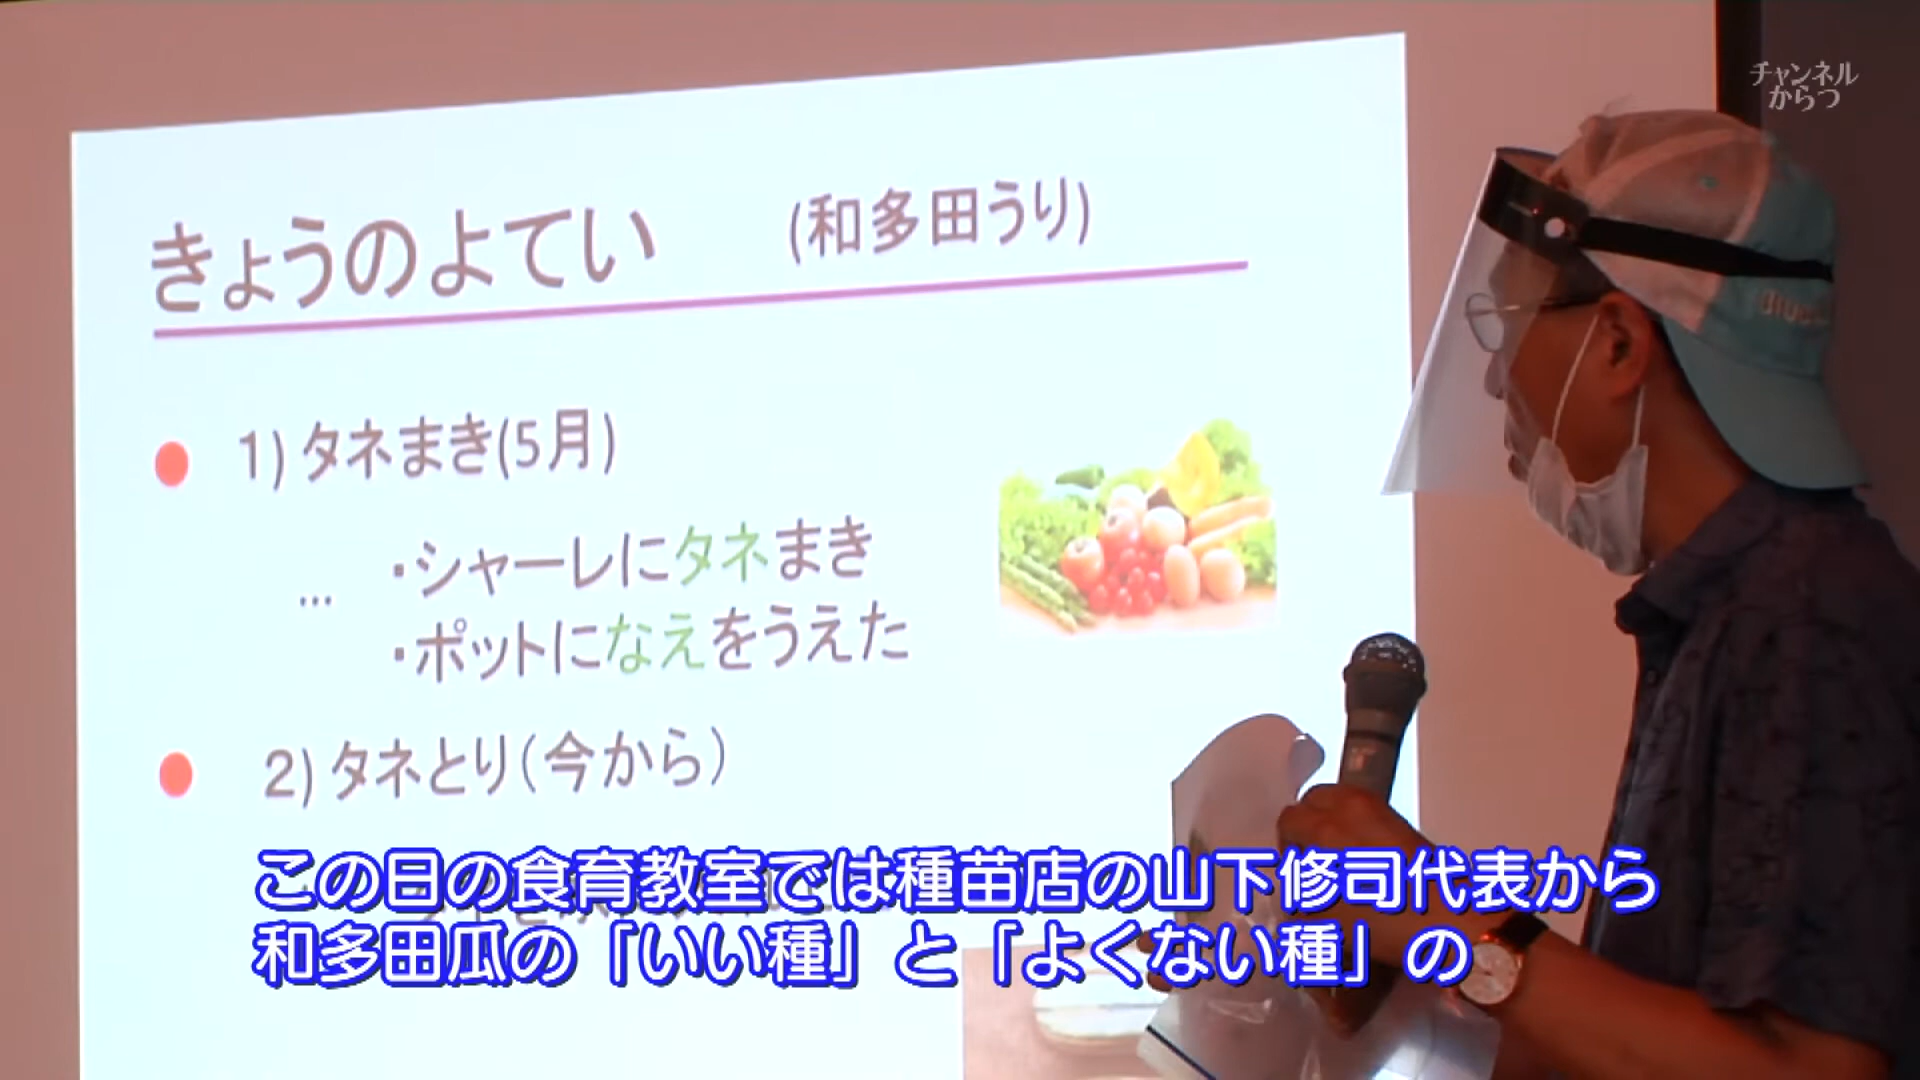 チャンネル
からつ
きょうのよてい (和多田うり)
1) タネまき(5月)
… ・シャーレにタネまき
・ポットになえをうえた
2) タネとり(今から)
この日の食育教室では種苗店の山下修司代表から
和多田瓜の「いい種」と「よくない種」の